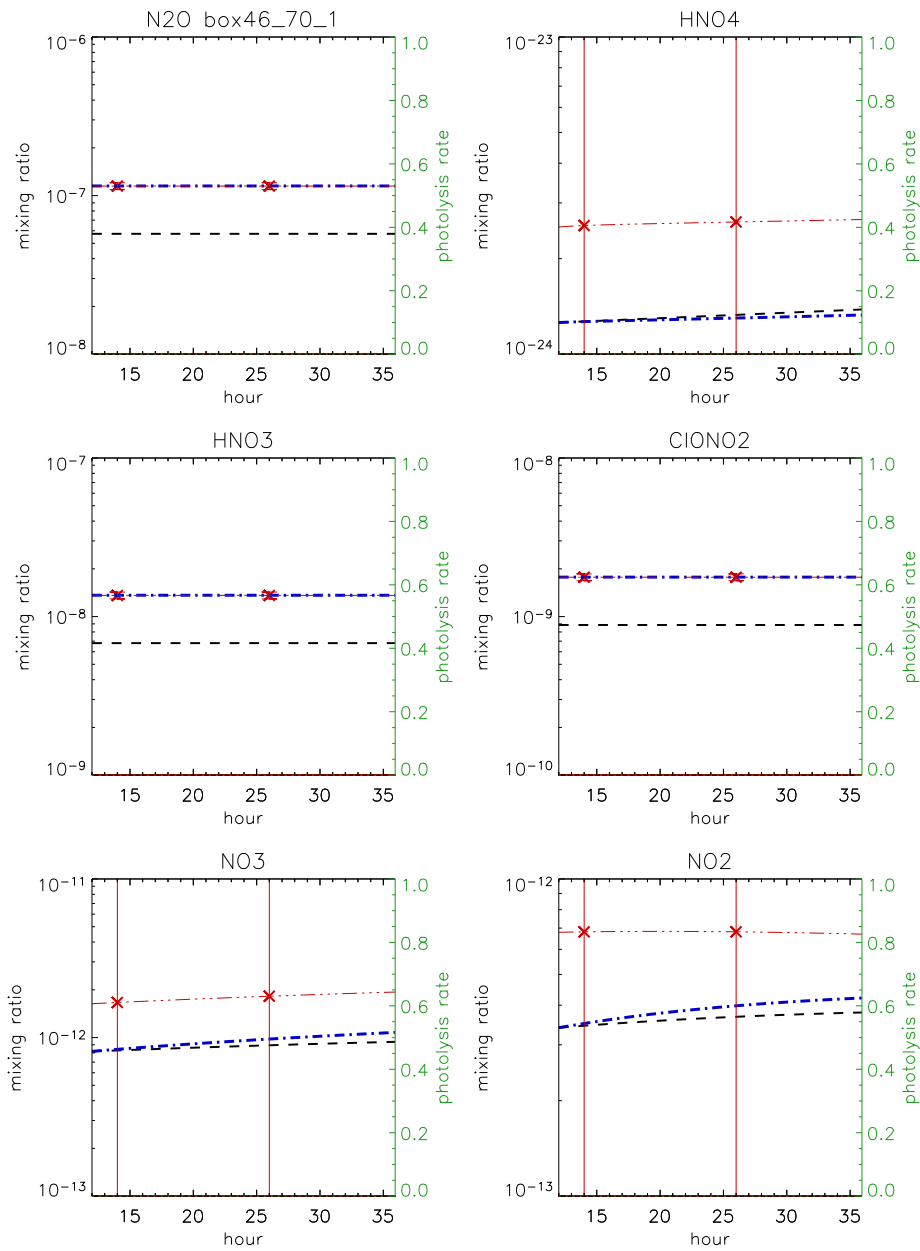 N2O box46_70_1
HNO4
10^-6
1.0
10^-23
1.0
0.8
0.8
0.6
0.6
mixing ratio
10^-7
photolysis rate
mixing ratio
photolysis rate
0.4
0.4
0.2
0.2
10^-8
0.0
10^-24
0.0
15 20 25 30 35
15 20 25 30 35
hour
hour
HNO3
ClONO2
10^-7
1.0
10^-8
1.0
0.8
0.8
0.6
0.6
mixing ratio
10^-8
photolysis rate
mixing ratio
10^-9
photolysis rate
0.4
0.4
0.2
0.2
10^-9
0.0
10^-10
0.0
15 20 25 30 35
15 20 25 30 35
hour
hour
NO3
NO2
10^-11
1.0
10^-12
1.0
0.8
0.8
0.6
0.6
mixing ratio
10^-12
photolysis rate
mixing ratio
photolysis rate
0.4
0.4
0.2
0.2
10^-13
0.0
10^-13
0.0
15 20 25 30 35
15 20 25 30 35
hour
hour